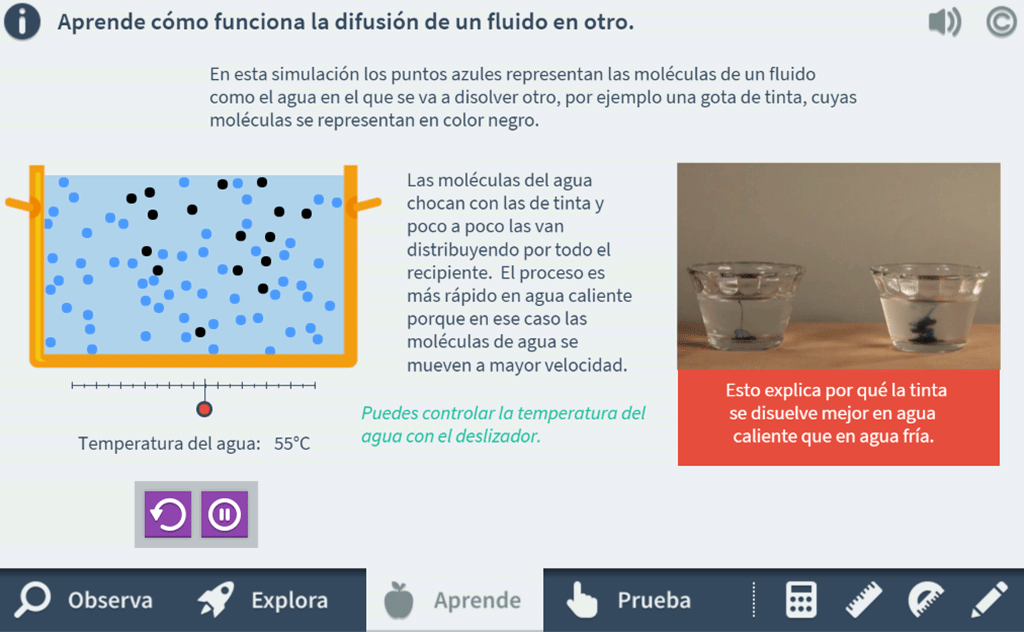 Aprende cómo funciona la difusión de un fluido en otro.
En esta simulación los puntos azules representan las moléculas de un fluido
como el agua en el que se va a disolver otro, por ejemplo una gota de tinta, cuyas
moléculas se representan en color negro.
Las moléculas del agua
chocan con las de tinta y
poco a poco las van
distribuyendo por todo el
recipiente. El proceso es
más rápido en agua caliente
porque en ese caso las
moléculas de agua se
mueven a mayor velocidad.
Puedes controlar la temperatura del
agua con el deslizador.
Temperatura del agua: 55°C
Esto explica por qué la tinta
se disuelve mejor en agua
caliente que en agua fría.
Observa
Explora
Aprende
Prueba